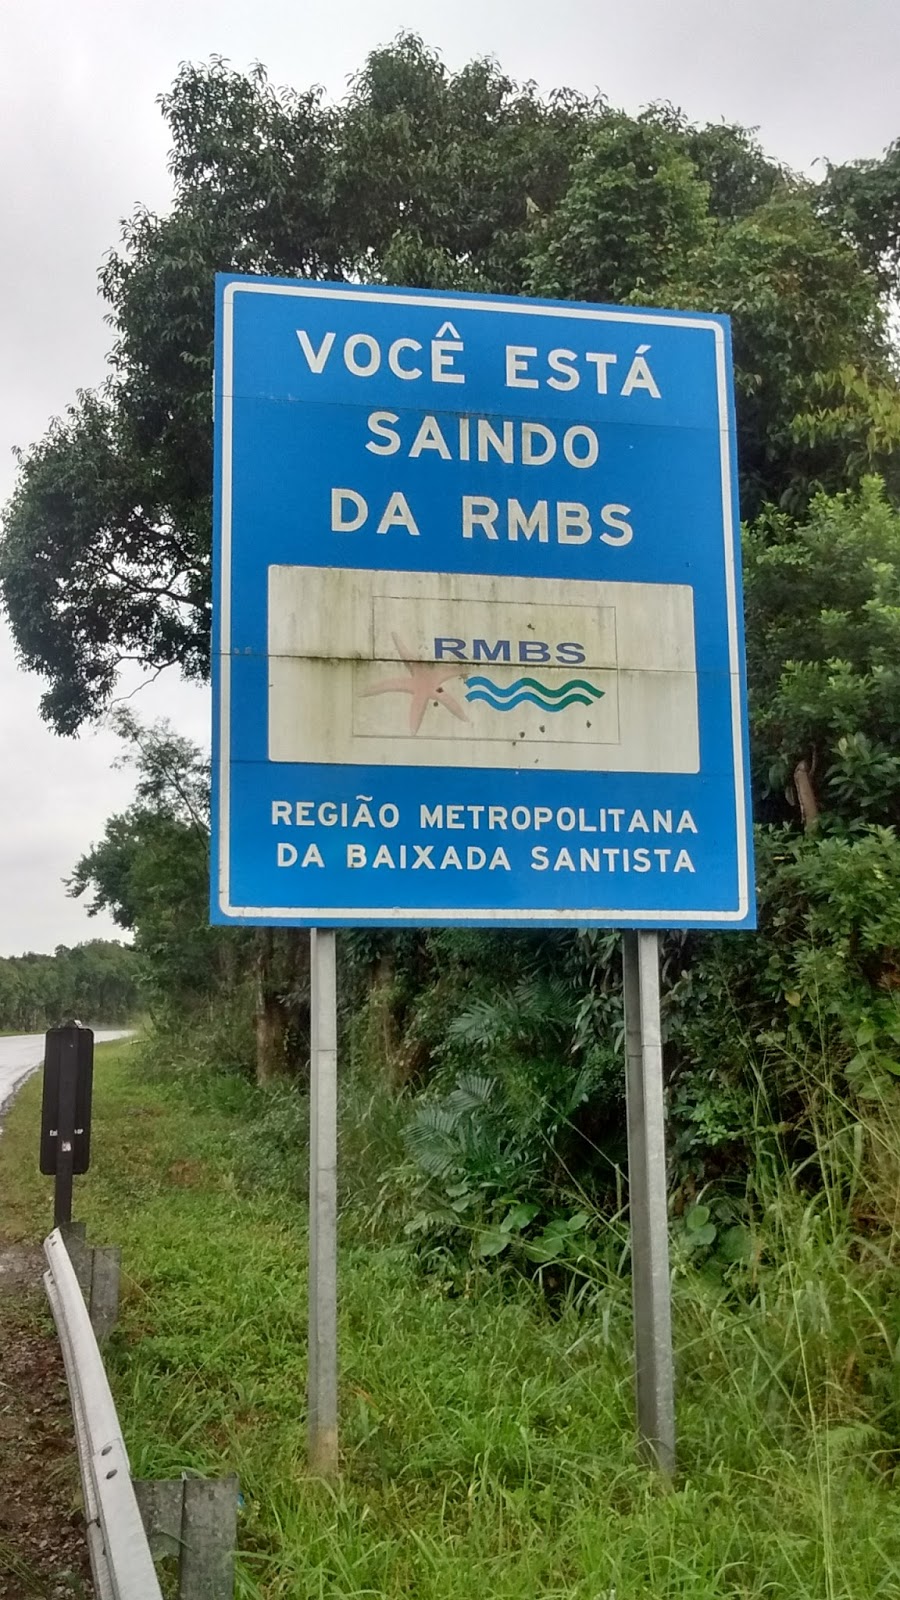 VOCÊ ESTÁ
SAINDO
DA RMBS
RMBS
REGIÃO METROPOLITANA
DA BAIXADA SANTISTA